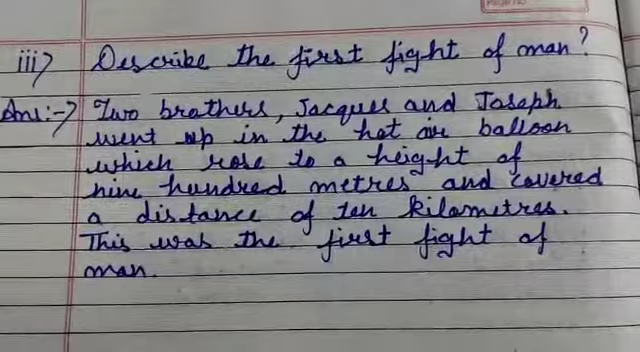 iii) Describe the first fight of man?
Ans:-) Two brothers, Jacques and Joseph
went up in the hot air balloon
which rose to a height of
nine hundred metres and covered
a distance of ten kilometres.
This was the first fight of
man.